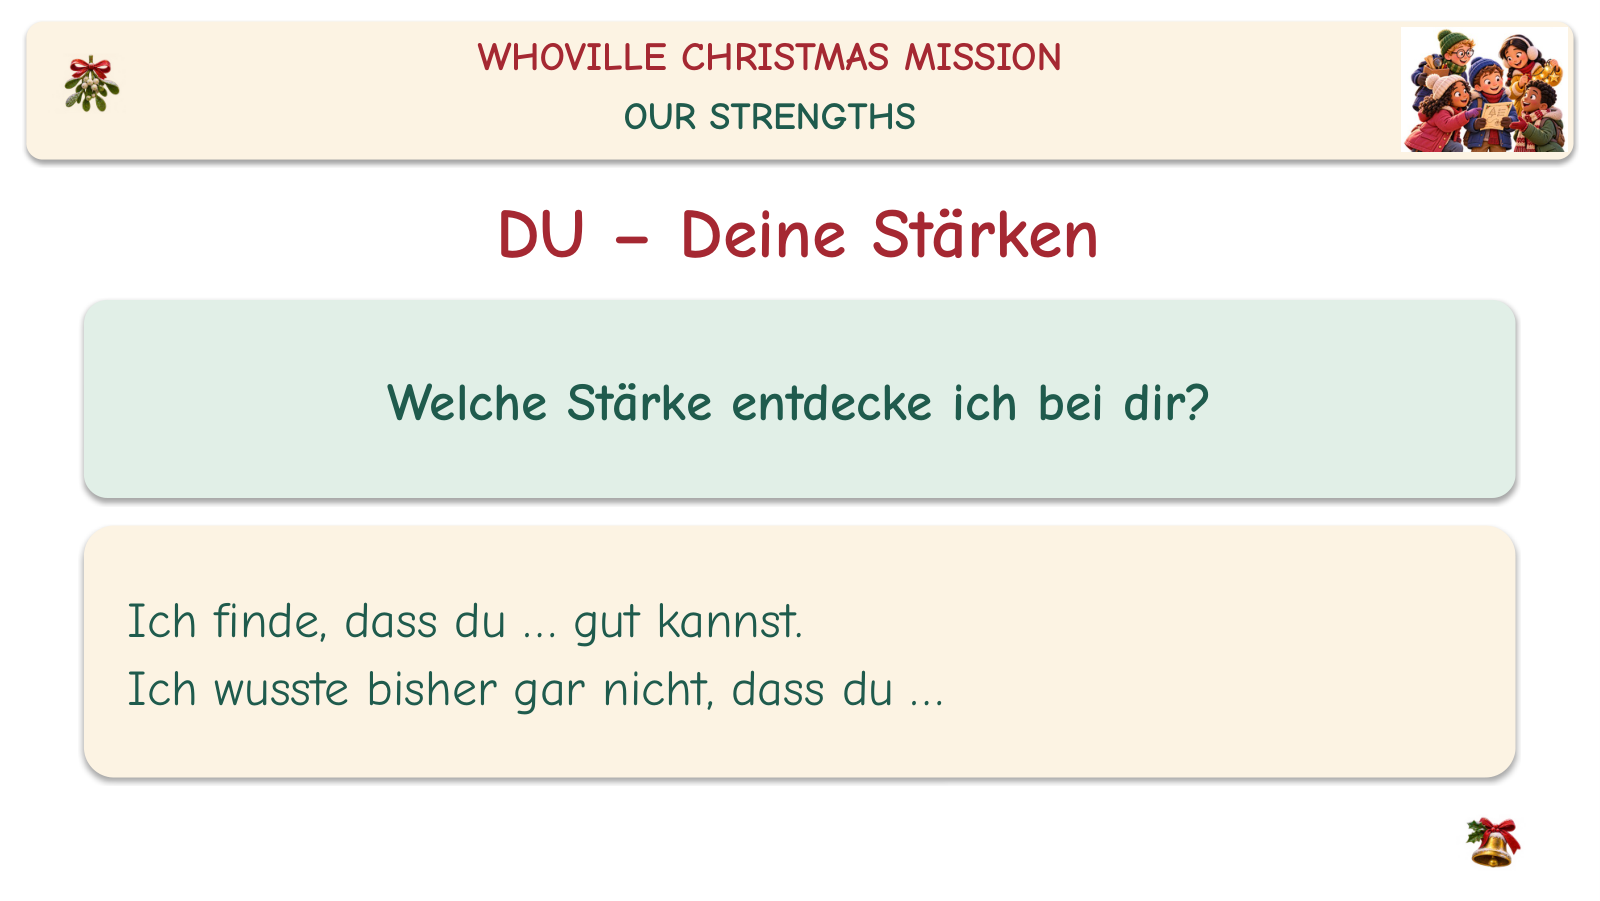 WHOVILLE CHRISTMAS MISSION
OUR STRENGTHS
DU – Deine Stärken
Welche Stärke entdecke ich bei dir?
Ich finde, dass du … gut kannst.
Ich wusste bisher gar nicht, dass du …